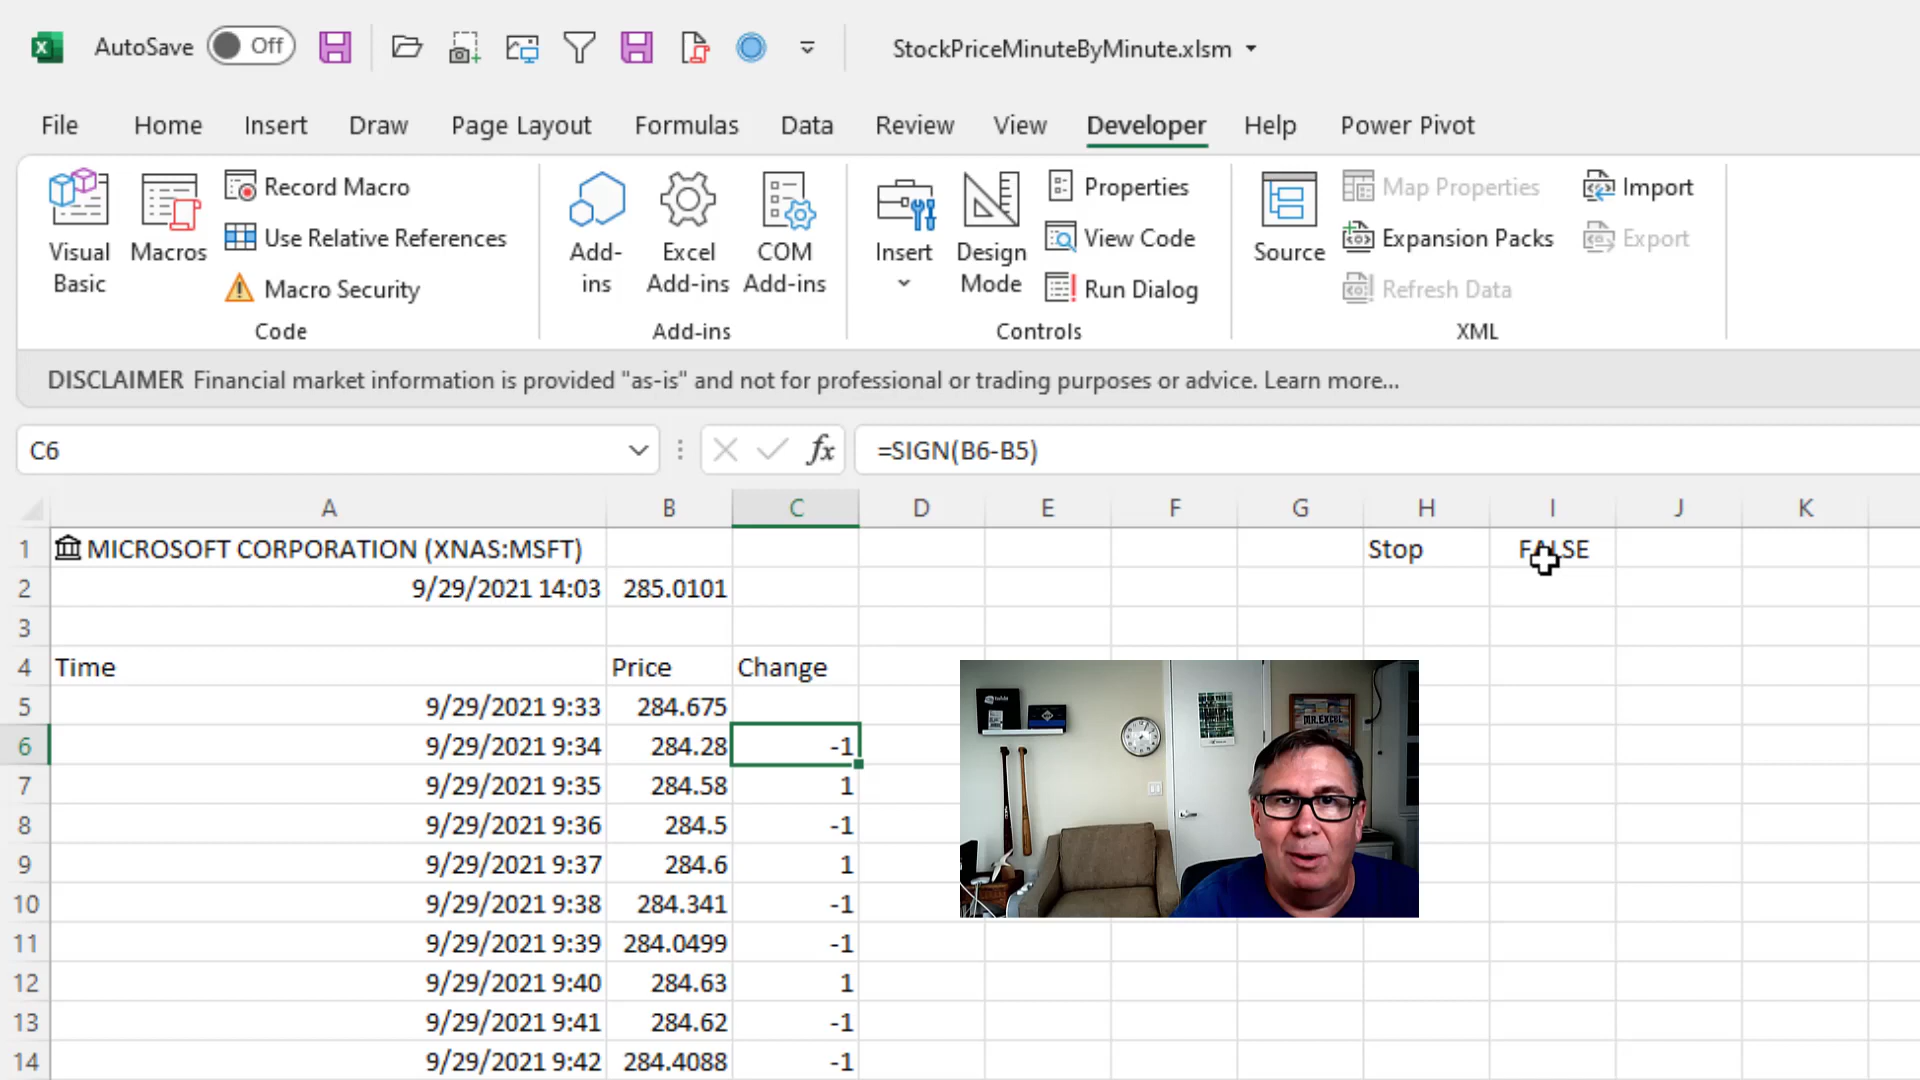 AutoSave Off StockPriceMinuteByMinute.xlsm
File Home Insert Draw Page Layout Formulas Data Review View Developer Help Power Pivot
Visual Basic
Macros
Record Macro
Use Relative References
Macro Security
Code
Add-ins
Excel Add-ins
COM Add-ins
Add-ins
Insert
Design Mode
Properties
View Code
Run Dialog
Controls
Source
Map Properties
Expansion Packs
Refresh Data
Import
Export
XML
DISCLAIMER Financial market information is provided "as-is" and not for professional or trading purposes or advice. Learn more...
C6 fx =SIGN(B6-B5)
A B C D E F G H I J K
1 MICROSOFT CORPORATION (XNAS:MSFT) Stop FALSE
2 9/29/2021 14:03 285.0101
3
4 Time Price Change
5 9/29/2021 9:33 284.675
6 9/29/2021 9:34 284.28 -1
7 9/29/2021 9:35 284.58 1
8 9/29/2021 9:36 284.5 -1
9 9/29/2021 9:37 284.6 1
10 9/29/2021 9:38 284.341 -1
11 9/29/2021 9:39 284.0499 -1
12 9/29/2021 9:40 284.63 1
13 9/29/2021 9:41 284.62 -1
14 9/29/2021 9:42 284.4088 -1
MR.EXCEL